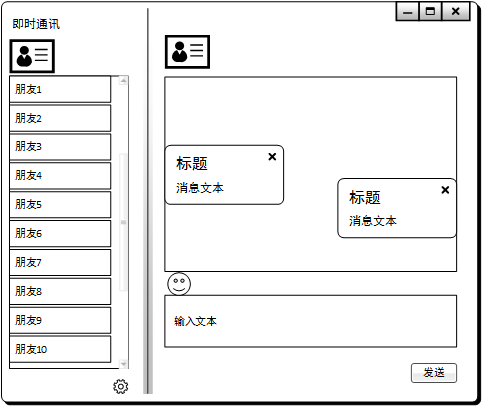 即时通讯
朋友1
朋友2
朋友3
朋友4
朋友5
朋友6
朋友7
朋友8
朋友9
朋友10
标题
消息文本
标题
消息文本
输入文本
发送